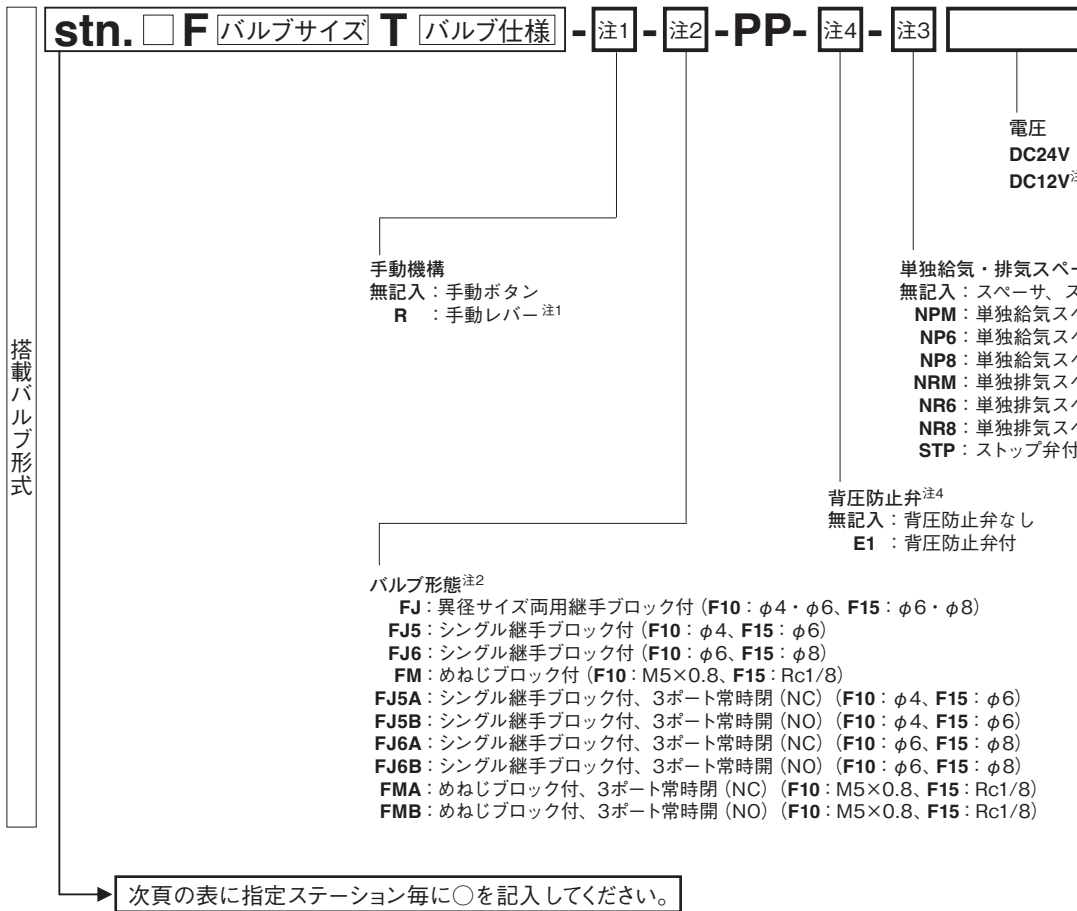 stn. □ F バルブサイズ T バルブ仕様 - 注1 - 注2 -PP- 注4 - 注3
電圧
DC24V
DC12V
手動機構
無記入：手動ボタン
R ：手動レバー注1
単独給気・排気スペー
無記入：スペーサ、ス
NPM：単独給気スペ
NP6：単独給気スペ
NP8：単独給気スペ
NRM：単独排気スペ
NR6：単独排気スペ
NR8：単独排気スペ
STP：ストップ弁付
搭載バルブ形式
背圧防止弁注4
無記入：背圧防止弁なし
E1 ：背圧防止弁付
バルブ形態注2
FJ：異径サイズ両用継手ブロック付（F10：φ4・φ6、F15：φ6・φ8）
FJ5：シングル継手ブロック付（F10：φ4、F15：φ6）
FJ6：シングル継手ブロック付（F10：φ6、F15：φ8）
FM：めねじブロック付（F10：M5×0.8、F15：Rc1/8）
FJ5A：シングル継手ブロック付、3ポート常時閉（NC）（F10：φ4、F15：φ6）
FJ5B：シングル継手ブロック付、3ポート常時開（NO）（F10：φ4、F15：φ6）
FJ6A：シングル継手ブロック付、3ポート常時閉（NC）（F10：φ6、F15：φ8）
FJ6B：シングル継手ブロック付、3ポート常時開（NO）（F10：φ6、F15：φ8）
FMA：めねじブロック付、3ポート常時閉（NC）（F10：M5×0.8、F15：Rc1/8）
FMB：めねじブロック付、3ポート常時開（NO）（F10：M5×0.8、F15：Rc1/8）
次頁の表に指定ステーション毎に○を記入してください。